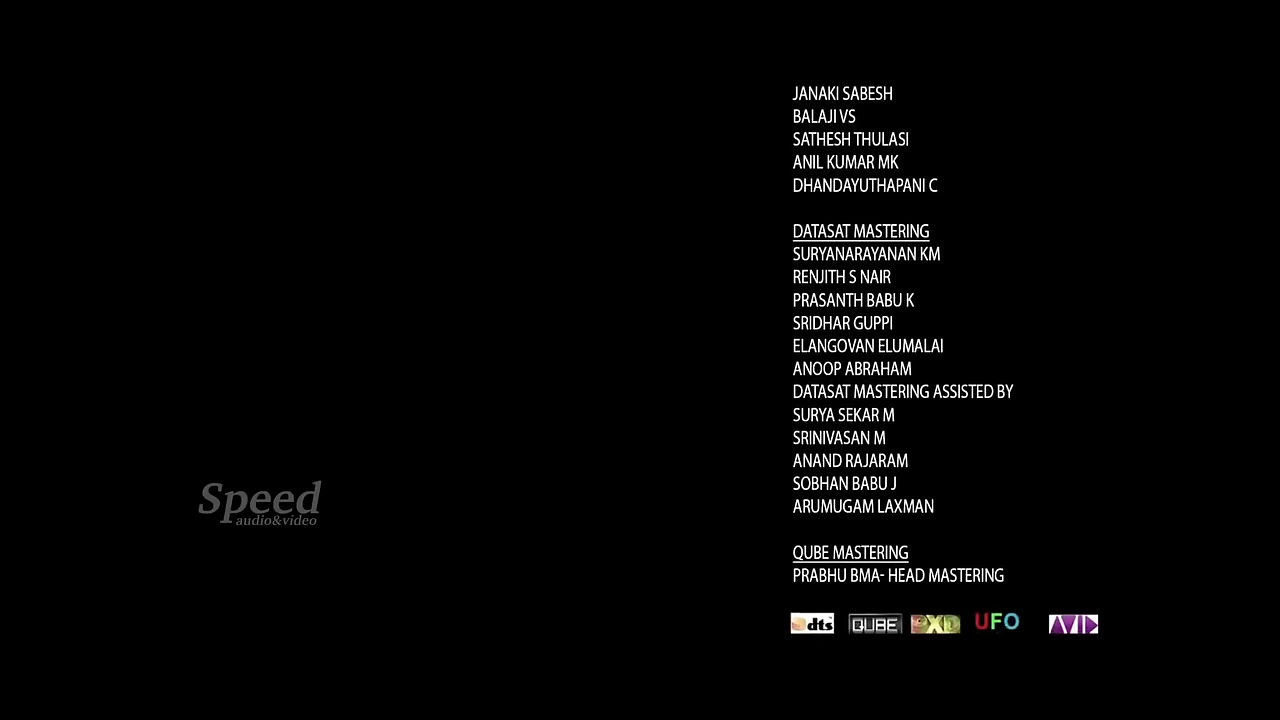 JANAKI SABESH
BALAJI VS
SATHESH THULASI
ANIL KUMAR MK
DHANDAYUTHAPANI C
DATASAT MASTERING
SURYANARAYANAN KM
RENJITH S NAIR
PRASANTH BABU K
SRIDHAR GUPPI
ELANGOVAN ELUMALAI
ANOOP ABRAHAM
DATASAT MASTERING ASSISTED BY
SURYA SEKAR M
SRINIVASAN M
ANAND RAJARAM
SOBHAN BABU J
ARUMUGAM LAXMAN
QUBE MASTERING
PRABHU BMA- HEAD MASTERING
Speed
audio&video
dts QUBE PXD UFO AVID